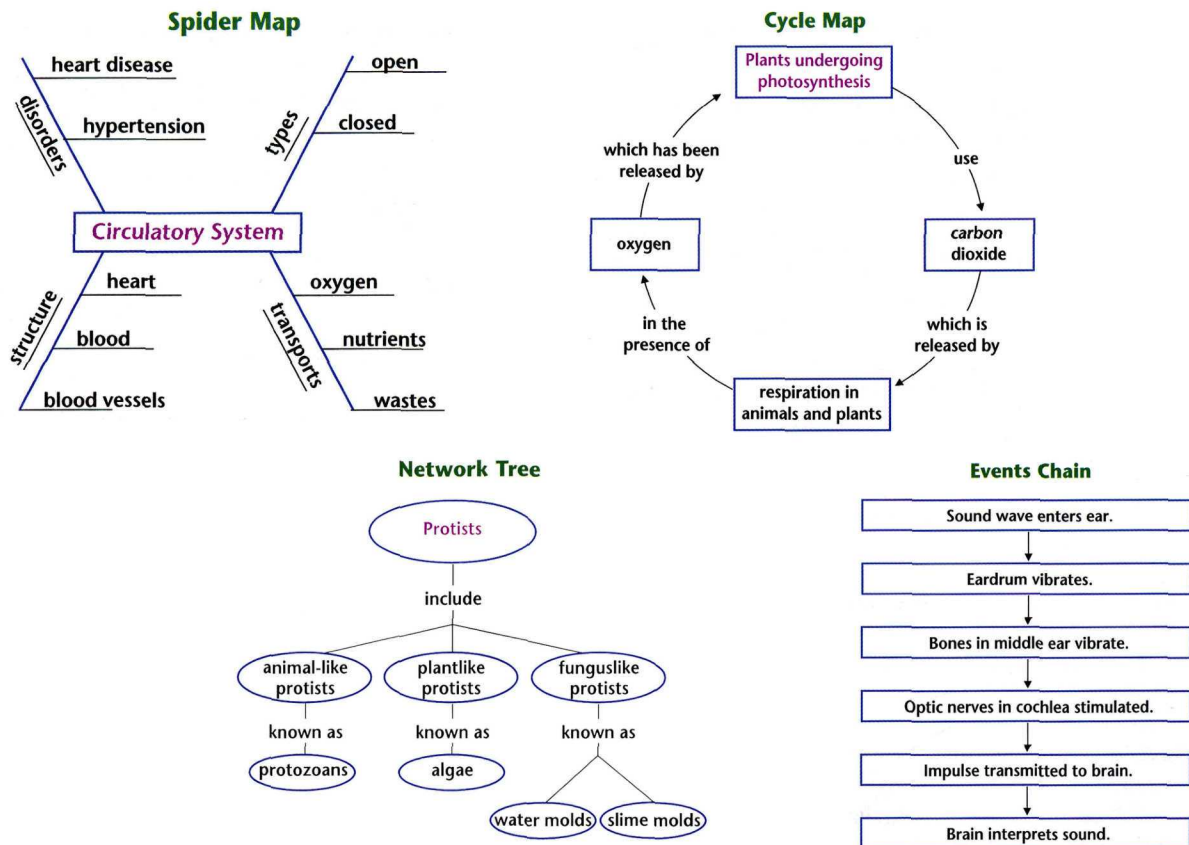 Spider Map
heart disease
hypertension
disorders
open
closed
types
Circulatory System
structure
heart
blood
blood vessels
transports
oxygen
nutrients
wastes
Cycle Map
Plants undergoing
photosynthesis
use
carbon
dioxide
which is
released by
respiration in
animals and plants
in the
presence of
oxygen
which has been
released by
Network Tree
Protists
include
animal-like
protists
plantlike
protists
funguslike
protists
known as
known as
known as
protozoans
algae
water molds
slime molds
Events Chain
Sound wave enters ear.
Eardrum vibrates.
Bones in middle ear vibrate.
Optic nerves in cochlea stimulated.
Impulse transmitted to brain.
Brain interprets sound.